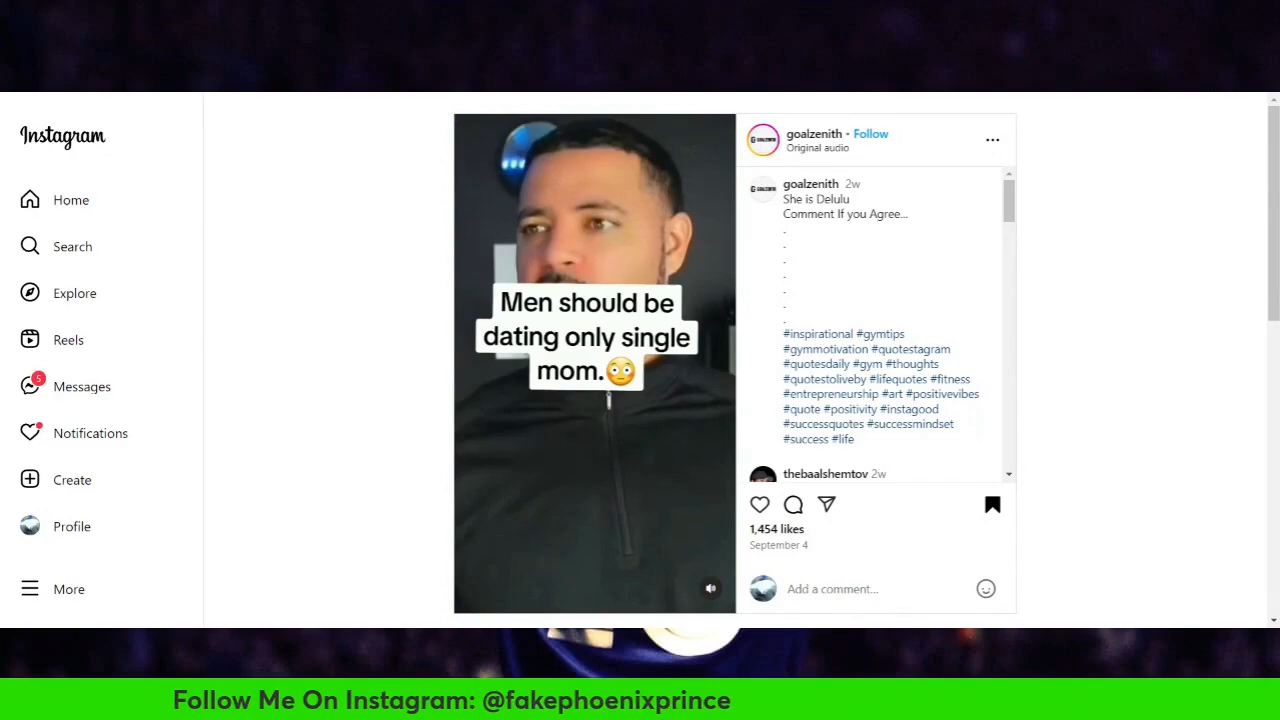 Instagram
Home
Search
Explore
Reels
5
Messages
Notifications
Create
Profile
More
Men should be
dating only single
mom.😳
goalzenith • Follow
Original audio
goalzenith 2w
She is Delulu
Comment If you Agree...
.
.
.
.
.
.
.
#inspirational #gymtips
#gymmotivation #quotestagram
#quotesdaily #gym #thoughts
#quotestoliveby #lifequotes #fitness
#entrepreneurship #art #positivevibes
#quote #positivity #instagood
#successquotes #successmindset
#success #life
thebaalshemtov 2w
1,454 likes
September 4
Add a comment...
Follow Me On Instagram: @fakephoenixprince